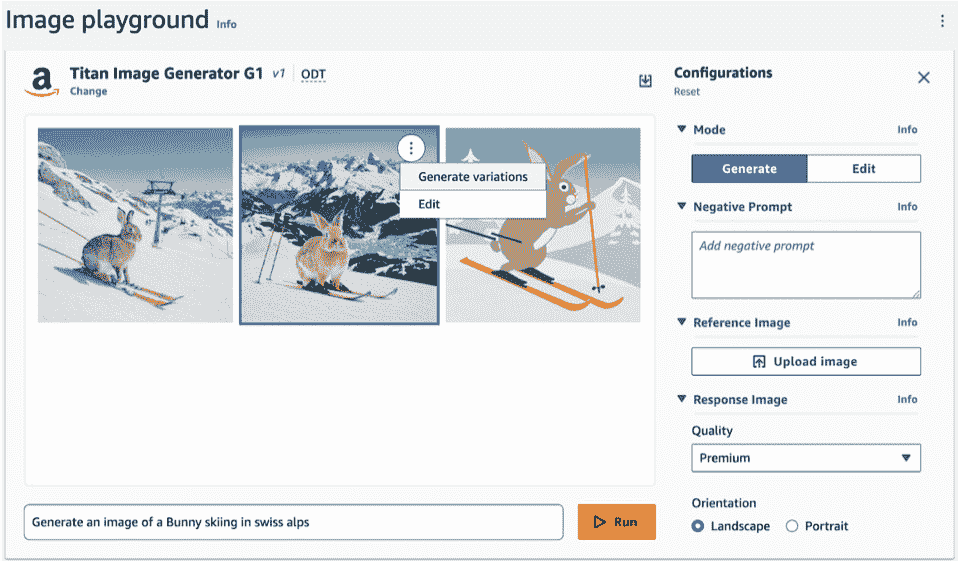 Image playground Info
Titan Image Generator G1 v1 ODT
Change
Generate variations
Edit
Generate an image of a Bunny skiing in swiss alps
Run
Configurations
Reset
Mode Info
Generate Edit
Negative Prompt Info
Add negative prompt
Reference Image Info
Upload image
Response Image Info
Quality
Premium
Orientation
Landscape Portrait